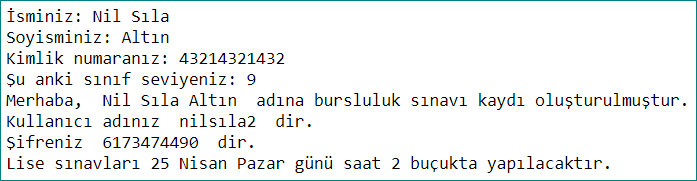 İsminiz: Nil Sıla
Soyisminiz: Altın
Kimlik numaranız: 43214321432
Şu anki sınıf seviyeniz: 9
Merhaba,  Nil Sıla Altın  adına bursluluk sınavı kaydı oluşturulmuştur.
Kullanıcı adınız  nilsıla2  dir.
Şifreniz  6173474490  dir.
Lise sınavları 25 Nisan Pazar günü saat 2 buçukta yapılacaktır.